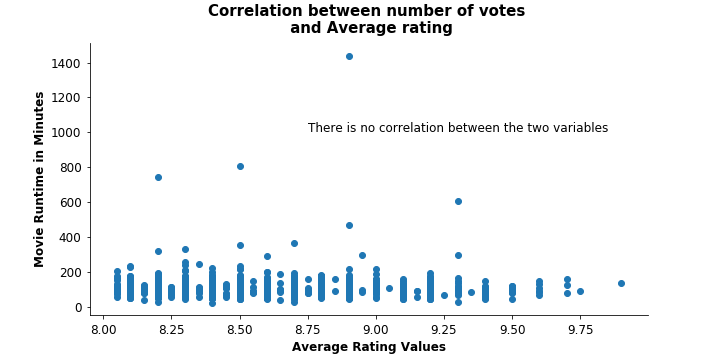 Correlation between number of votes
and Average rating
1400
1200
1000
800
600
400
200
0
There is no correlation between the two variables
Movie Runtime in Minutes
8.00 8.25 8.50 8.75 9.00 9.25 9.50 9.75
Average Rating Values